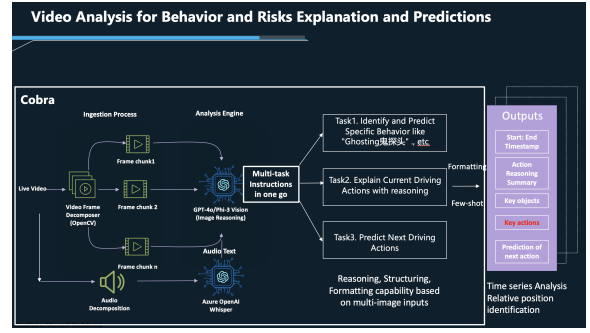 Video Analysis for Behavior and Risks Explanation and Predictions
Cobra
Ingestion Process
Analysis Engine
Live Video
Video Frame
Decomposer
(OpenCV)
Frame chunk1
Frame chunk 2
Frame chunk n
Audio
Decomposition
GPT-4o/Phi-3 Vision
(Image Reasoning)
Audio Text
Azure OpenAI
Whisper
Multi-task
Instructions
in one go
Task1. Identify and Predict
Specific Behavior like
"Ghosting鬼探头" , etc
Task2. Explain Current Driving
Actions with reasoning
Task3. Predict Next Driving
Actions
Reasoning, Structuring,
Formatting capability based
on multi-image inputs
Formatting
Few-shot
Outputs
Start: End
Timestamp
Action
Reasoning
Summary
Key objects
Key actions
Prediction of
next action
Time series Analysis
Relative position
identification